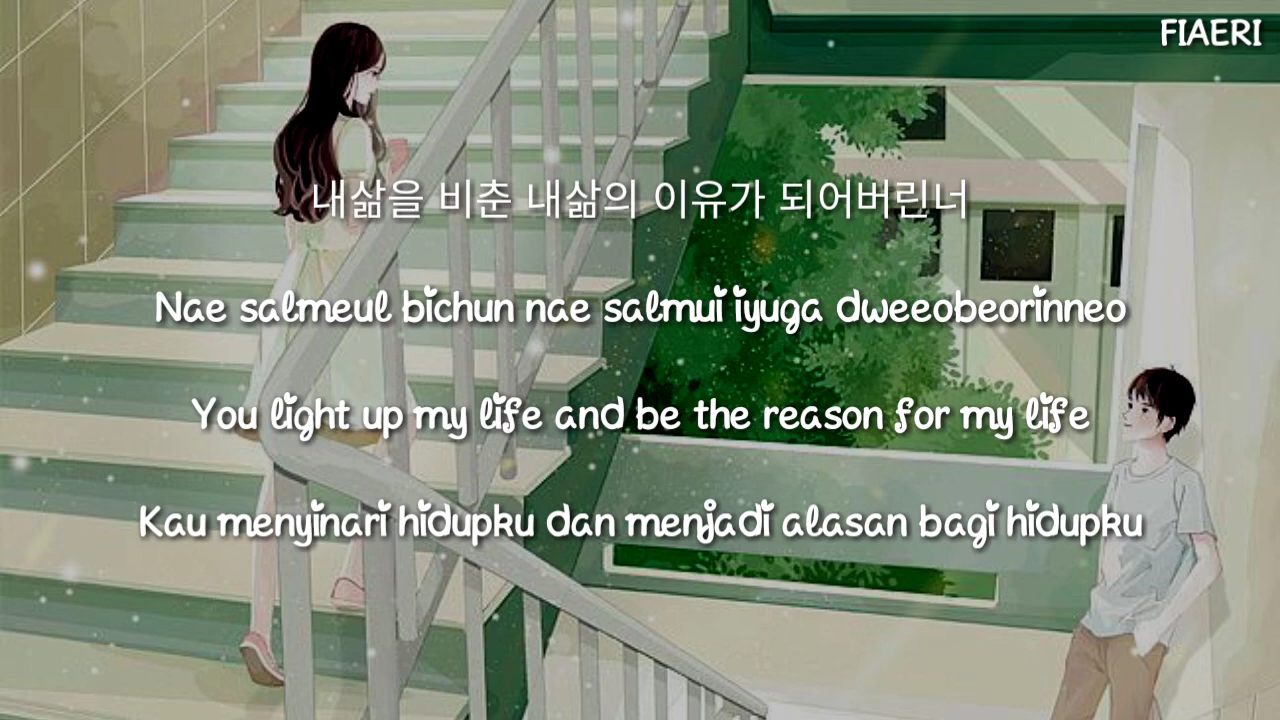 FIAERI
내삶을 비춘 내삶의 이유가 되어버린너
Nae salmeul bichun nae salmui iyuga dweeobeorinneo
You light up my life and be the reason for my life
Kau menyinari hidupku dan menjadi alasan bagi hidupku